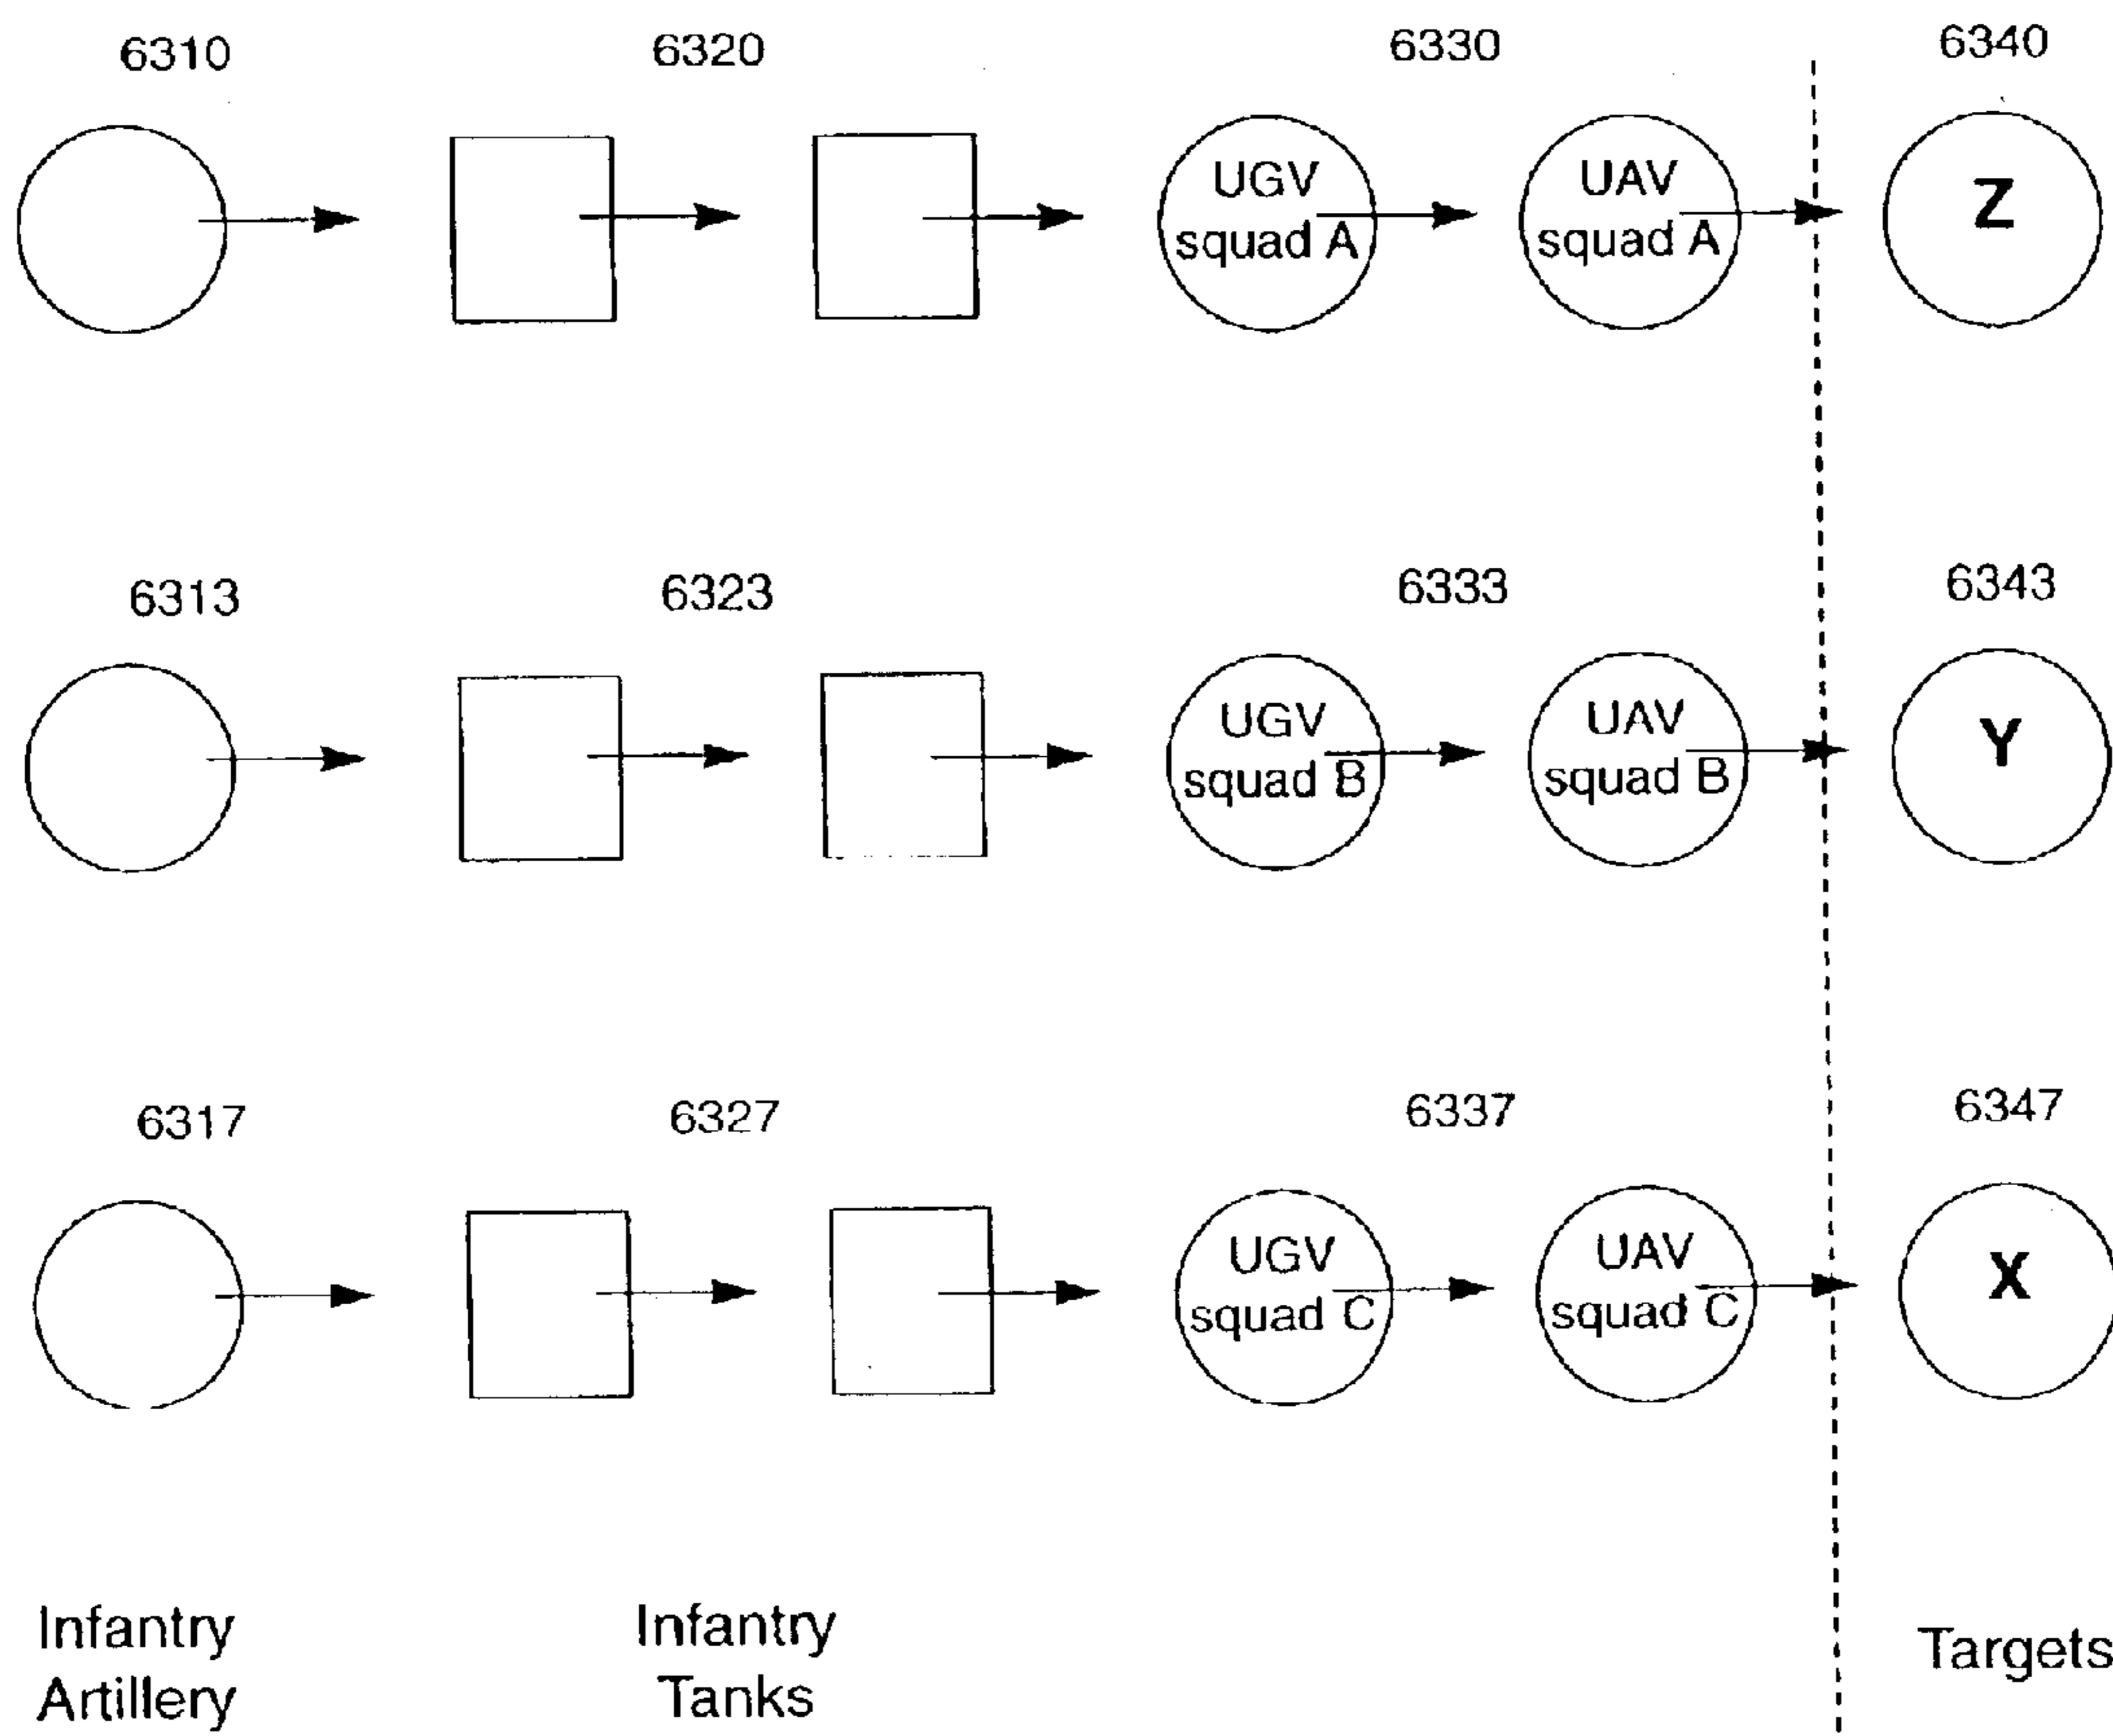 6310 6320 6330 6340
UGV UAV Z
squad A squad A
6313 6323 6333 6343
UGV UAV Y
squad B squad B
6317 6327 6337 6347
UGV UAV X
squad C squad C
Infantry Infantry Targets
Artillery Tanks